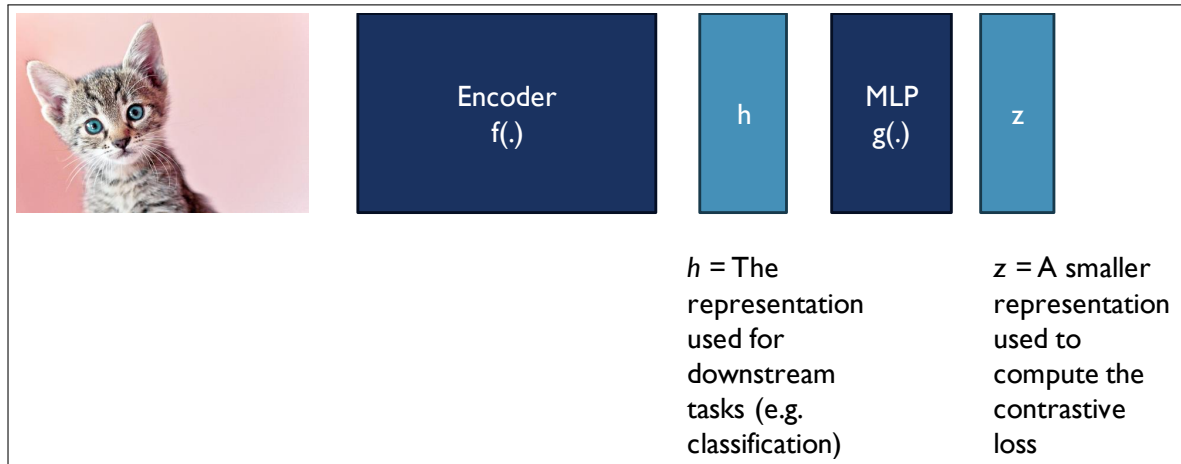 Encoder
f(.)
h
MLP
g(.)
z
h = The
representation
used for
downstream
tasks (e.g.
classification)
z = A smaller
representation
used to
compute the
contrastive
loss